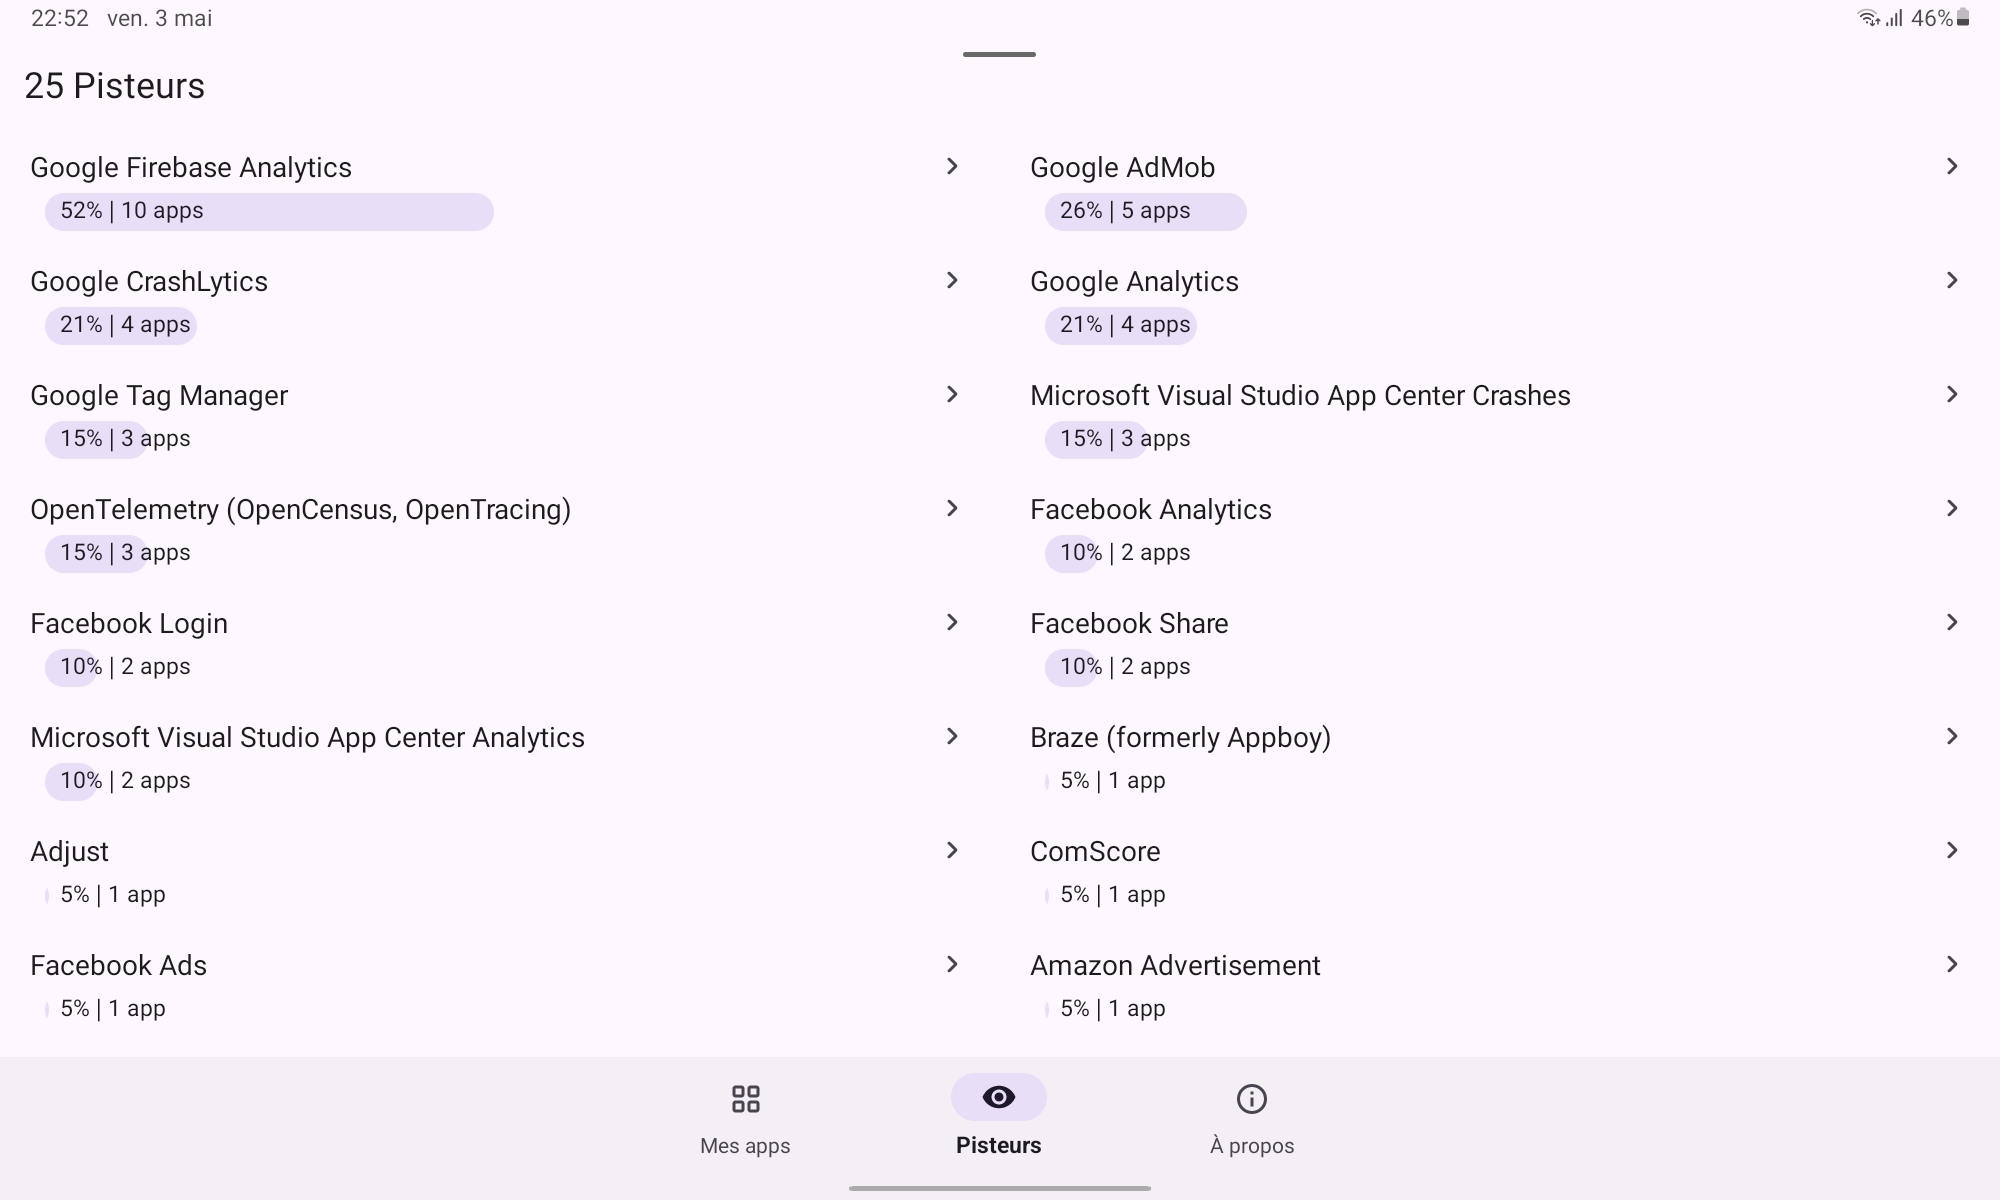 22:52 ven. 3 mai
46%
25 Pisteurs
Google Firebase Analytics
52% | 10 apps
Google AdMob
26% | 5 apps
Google CrashLytics
21% | 4 apps
Google Analytics
21% | 4 apps
Google Tag Manager
15% | 3 apps
Microsoft Visual Studio App Center Crashes
15% | 3 apps
OpenTelemetry (OpenCensus, OpenTracing)
15% | 3 apps
Facebook Analytics
10% | 2 apps
Facebook Login
10% | 2 apps
Facebook Share
10% | 2 apps
Microsoft Visual Studio App Center Analytics
10% | 2 apps
Braze (formerly Appboy)
5% | 1 app
Adjust
5% | 1 app
ComScore
5% | 1 app
Facebook Ads
5% | 1 app
Amazon Advertisement
5% | 1 app
Mes apps
Pisteurs
À propos